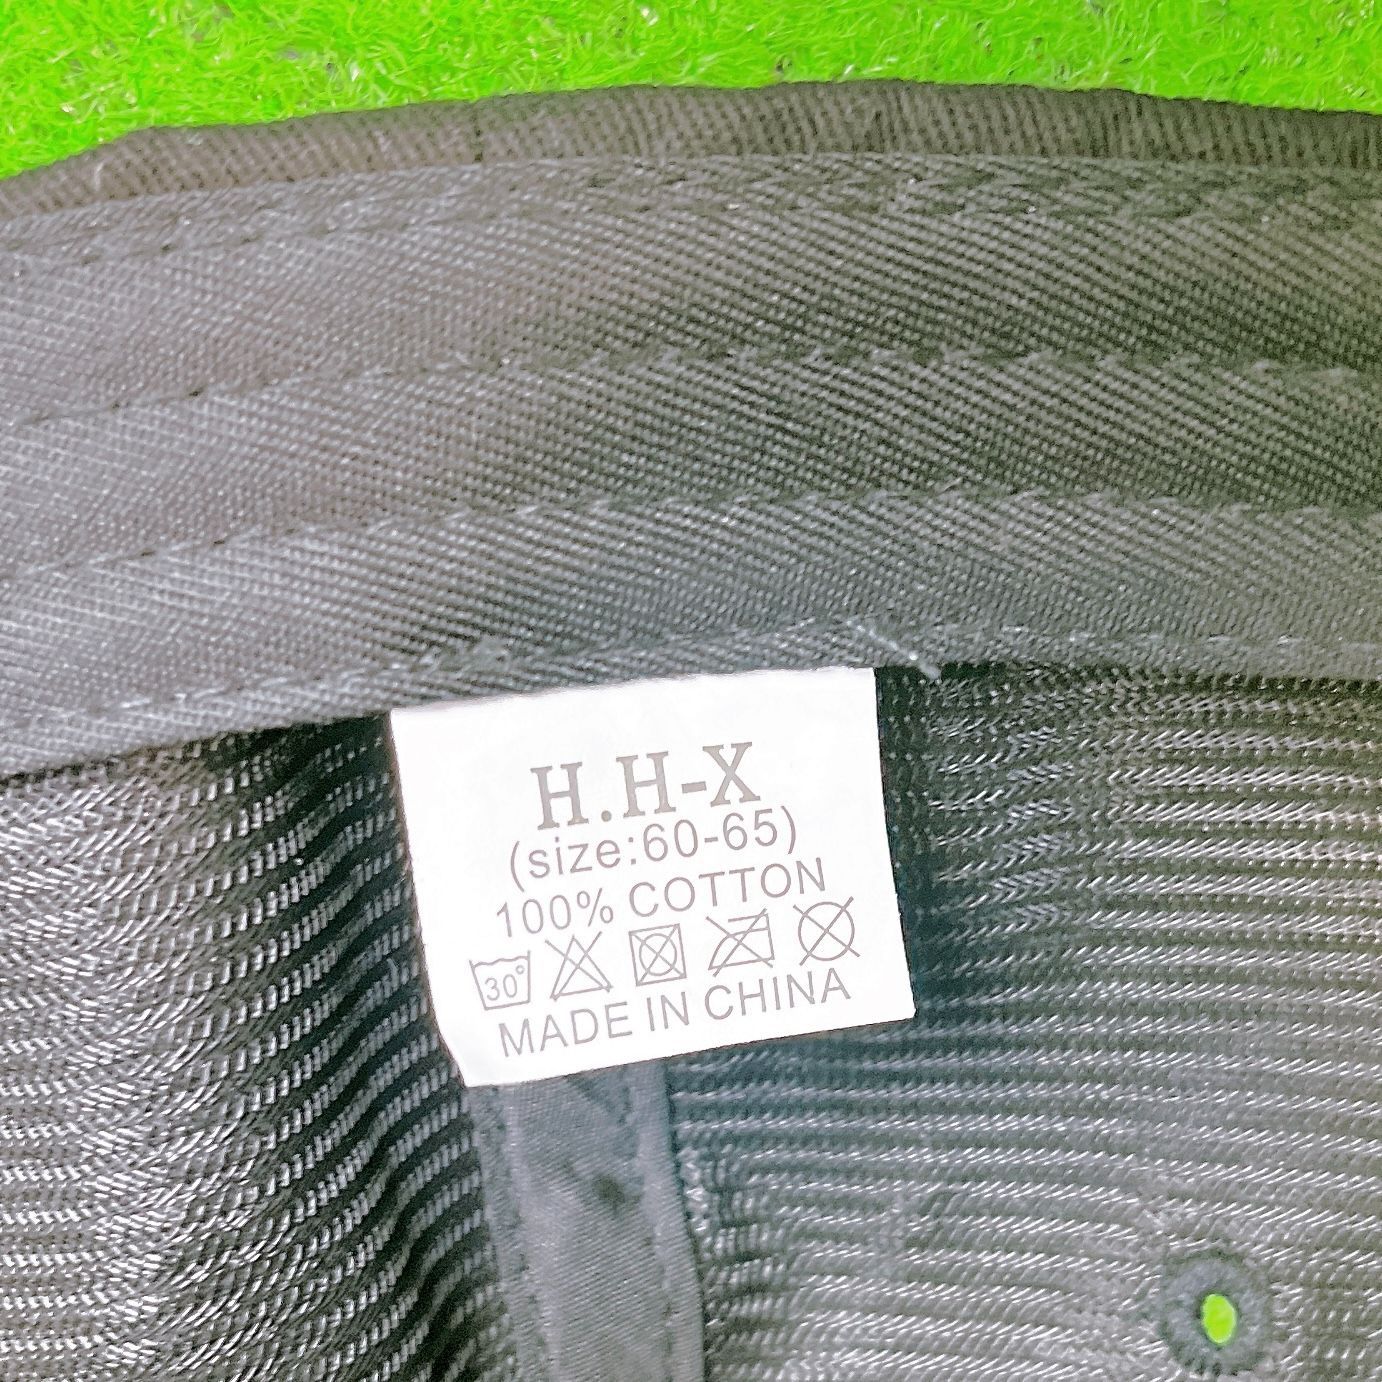 H.H-X
(size:60-65)
100% COTTON
30°
MADE IN CHINA